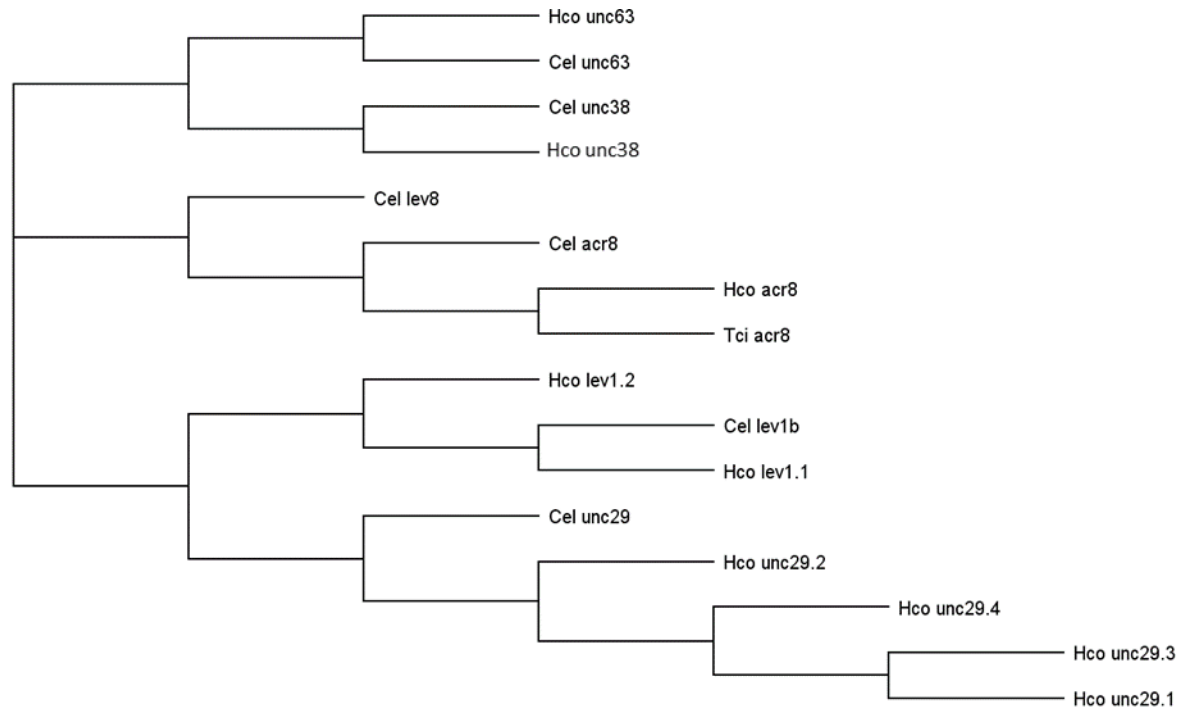 Hco unc63
Cel unc63
Cel unc38
Hco unc38
Cel lev8
Cel acr8
Hco acr8
Tci acr8
Hco lev1.2
Cel lev1b
Hco lev1.1
Cel unc29
Hco unc29.2
Hco unc29.4
Hco unc29.3
Hco unc29.1